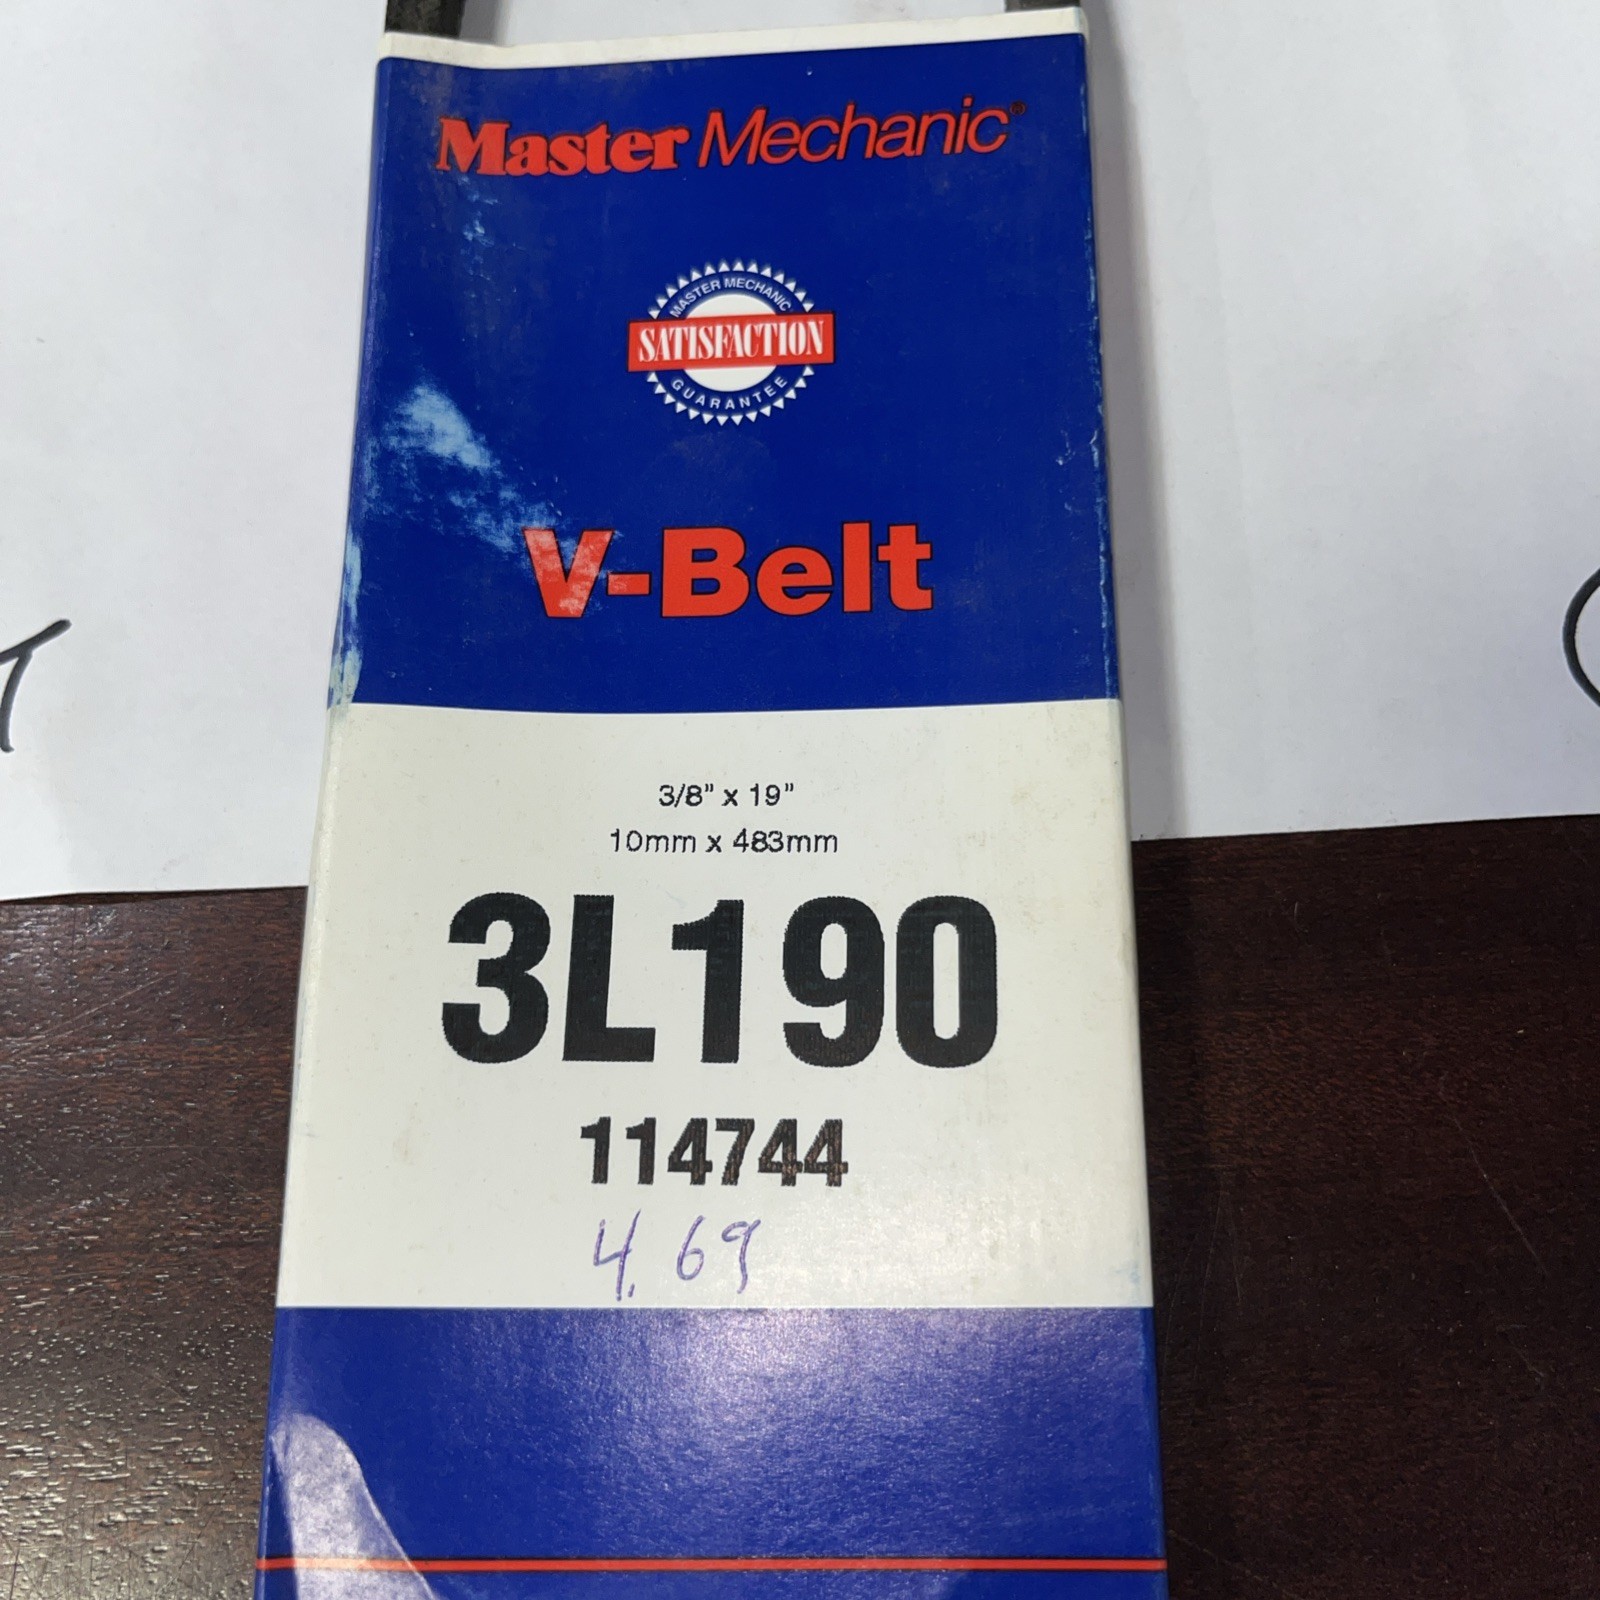 Master Mechanic®
MASTER MECHANIC
SATISFACTION
GUARANTEE
V-Belt
3/8" x 19"
10mm x 483mm
3L190
114744
4.69